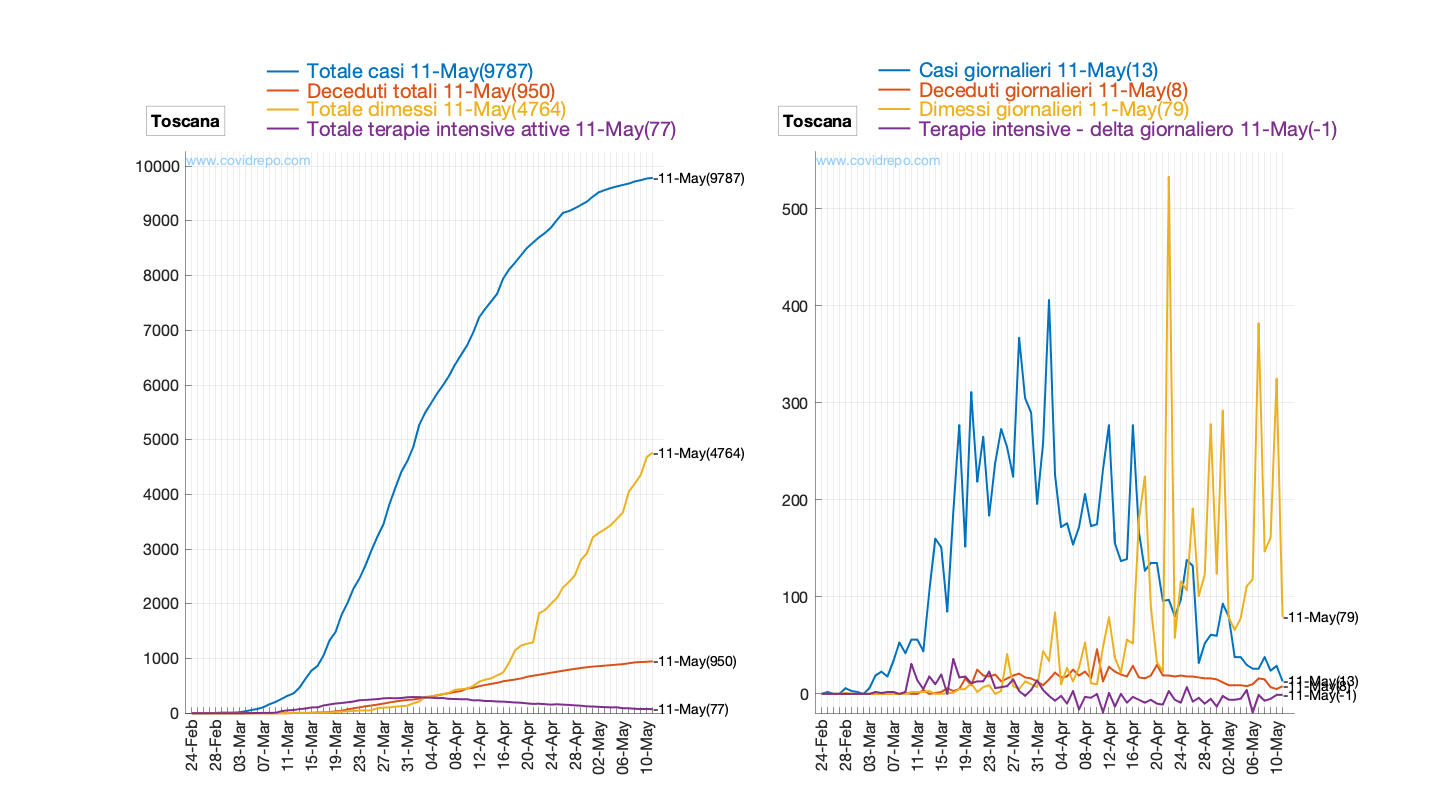 Totale casi 11-May(9787)
Deceduti totali 11-May(950)
Totale dimessi 11-May(4764)
Totale terapie intensive attive 11-May(77)
Toscana
www.covidrepo.com
10000
9000
8000
7000
6000
5000
4000
3000
2000
1000
0
-11-May(9787)
-11-May(4764)
-11-May(950)
-11-May(77)
24-Feb
28-Feb
03-Mar
07-Mar
11-Mar
15-Mar
19-Mar
23-Mar
27-Mar
31-Mar
04-Apr
08-Apr
12-Apr
16-Apr
20-Apr
24-Apr
28-Apr
02-May
06-May
10-May
Casi giornalieri 11-May(13)
Deceduti giornalieri 11-May(8)
Dimessi giornalieri 11-May(79)
Terapie intensive - delta giornaliero 11-May(-1)
Toscana
www.covidrepo.com
500
400
300
200
100
0
-11-May(79)
-11-May(13)
-11-May(8)
-11-May(-1)
24-Feb
28-Feb
03-Mar
07-Mar
11-Mar
15-Mar
19-Mar
23-Mar
27-Mar
31-Mar
04-Apr
08-Apr
12-Apr
16-Apr
20-Apr
24-Apr
28-Apr
02-May
06-May
10-May